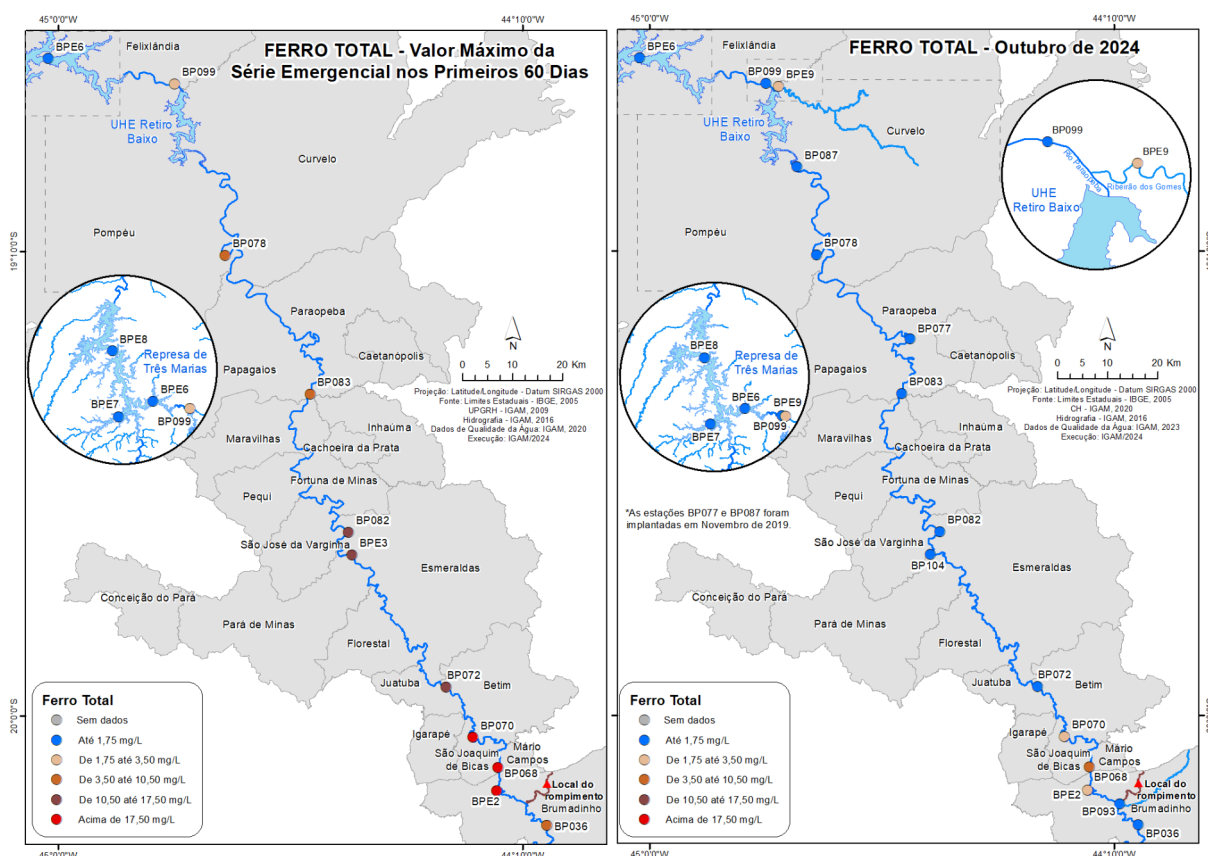 45°0'0"W
44°10'0"W
FERRO TOTAL - Valor Máximo da
Série Emergencial nos Primeiros 60 Dias
BPE6
Felixlândia
BP099
UHE Retiro
Baixo
Curvelo
Pompéu
19°10'0"S
BP078
Paraopeba
Caetanópolis
Papagaios
BP083
Inhaúma
Maravilhas
Cachoeira da Prata
Fortuna de Minas
Pequi
BP082
São José da Varginha
BPE3
Esmeraldas
Conceição do Pará
Pará de Minas
Florestal
BP072
Juatuba
Betim
BP070
Igarapé
São Joaquim
de Bicas
Mário
Campos
BP068
BPE2
Local do
rompimento
Brumadinho
BP036
BPE8
Represa de
Três Marias
BPE6
BPE7
BP099
N
0 5 10 20 Km
Projeção: Latitude/Longitude - Datum SIRGAS 2000
Fonte: Limites Estaduais - IBGE, 2005
UPGRH - IGAM, 2009
Hidrografia - IGAM, 2016
Dados de Qualidade da Água: IGAM, 2020
Execução: IGAM/2024
Ferro Total
Sem dados
Até 1,75 mg/L
De 1,75 até 3,50 mg/L
De 3,50 até 10,50 mg/L
De 10,50 até 17,50 mg/L
Acima de 17,50 mg/L
20°0'0"S
45°0'0"W
44°10'0"W
45°0'0"W
44°10'0"W
FERRO TOTAL - Outubro de 2024
BPE6
Felixlândia
BP099
BPE9
UHE Retiro
Baixo
Curvelo
BP087
Pompéu
BP078
BP099
BPE9
Rio Paraopeba
Ribeirão dos Gomes
UHE
Retiro Baixo
Paraopeba
BP077
Caetanópolis
Papagaios
BP083
Inhaúma
Maravilhas
Cachoeira da Prata
Fortuna de Minas
Pequi
BP082
São José da Varginha
BP104
Esmeraldas
Conceição do Pará
Pará de Minas
Florestal
BP072
Juatuba
Betim
BP070
Igarapé
São Joaquim
de Bicas
Mário
Campos
BP068
BPE2
Local do
rompimento
Brumadinho
BP093
BP036
BPE8
Represa de
Três Marias
BPE6
BPE9
BPE7
BP099
N
0 5 10 20 Km
Projeção: Latitude/Longitude - Datum SIRGAS 2000
Fonte: Limites Estaduais - IBGE, 2005
CH - IGAM, 2020
Hidrografia - IGAM, 2016
Dados de Qualidade da Água: IGAM, 2023
Execução: IGAM/2024
*As estações BP077 e BP087 foram
implantadas em Novembro de 2019.
Ferro Total
Sem dados
Até 1,75 mg/L
De 1,75 até 3,50 mg/L
De 3,50 até 10,50 mg/L
De 10,50 até 17,50 mg/L
Acima de 17,50 mg/L
45°0'0"W
44°10'0"W